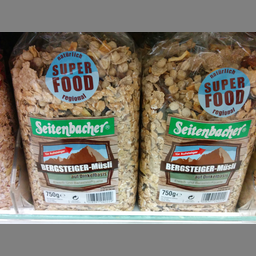 natürlich
SUPER
FOOD
regional
Seitenbacher®
BERGSTEIGER-Müsli
750g
natürlich
SUPER
FOOD
regional
Seitenbacher®
BERGSTEIGER-Müsli
750g